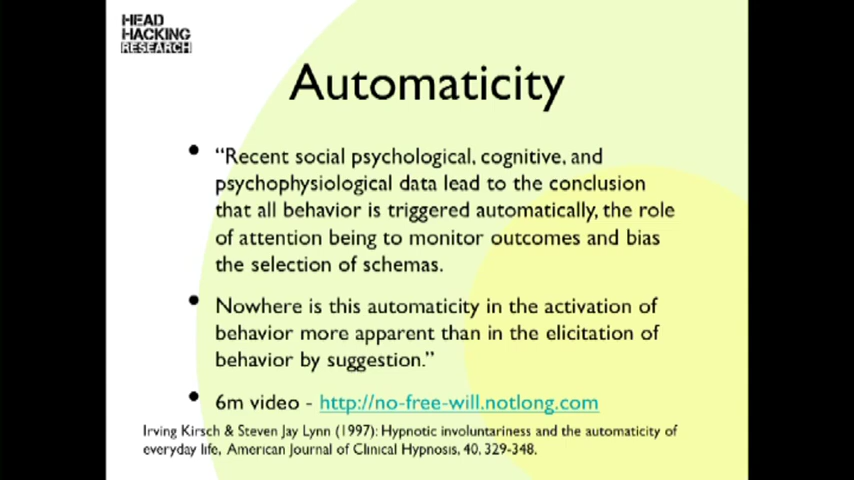 HEAD
HACKING
RESEARCH
Automaticity
• “Recent social psychological, cognitive, and
psychophysiological data lead to the conclusion
that all behavior is triggered automatically, the role
of attention being to monitor outcomes and bias
the selection of schemas.
• Nowhere is this automaticity in the activation of
behavior more apparent than in the elicitation of
behavior by suggestion.”
• 6m video - http://no-free-will.notlong.com
Irving Kirsch & Steven Jay Lynn (1997): Hypnotic involuntariness and the automaticity of
everyday life, American Journal of Clinical Hypnosis, 40, 329-348.